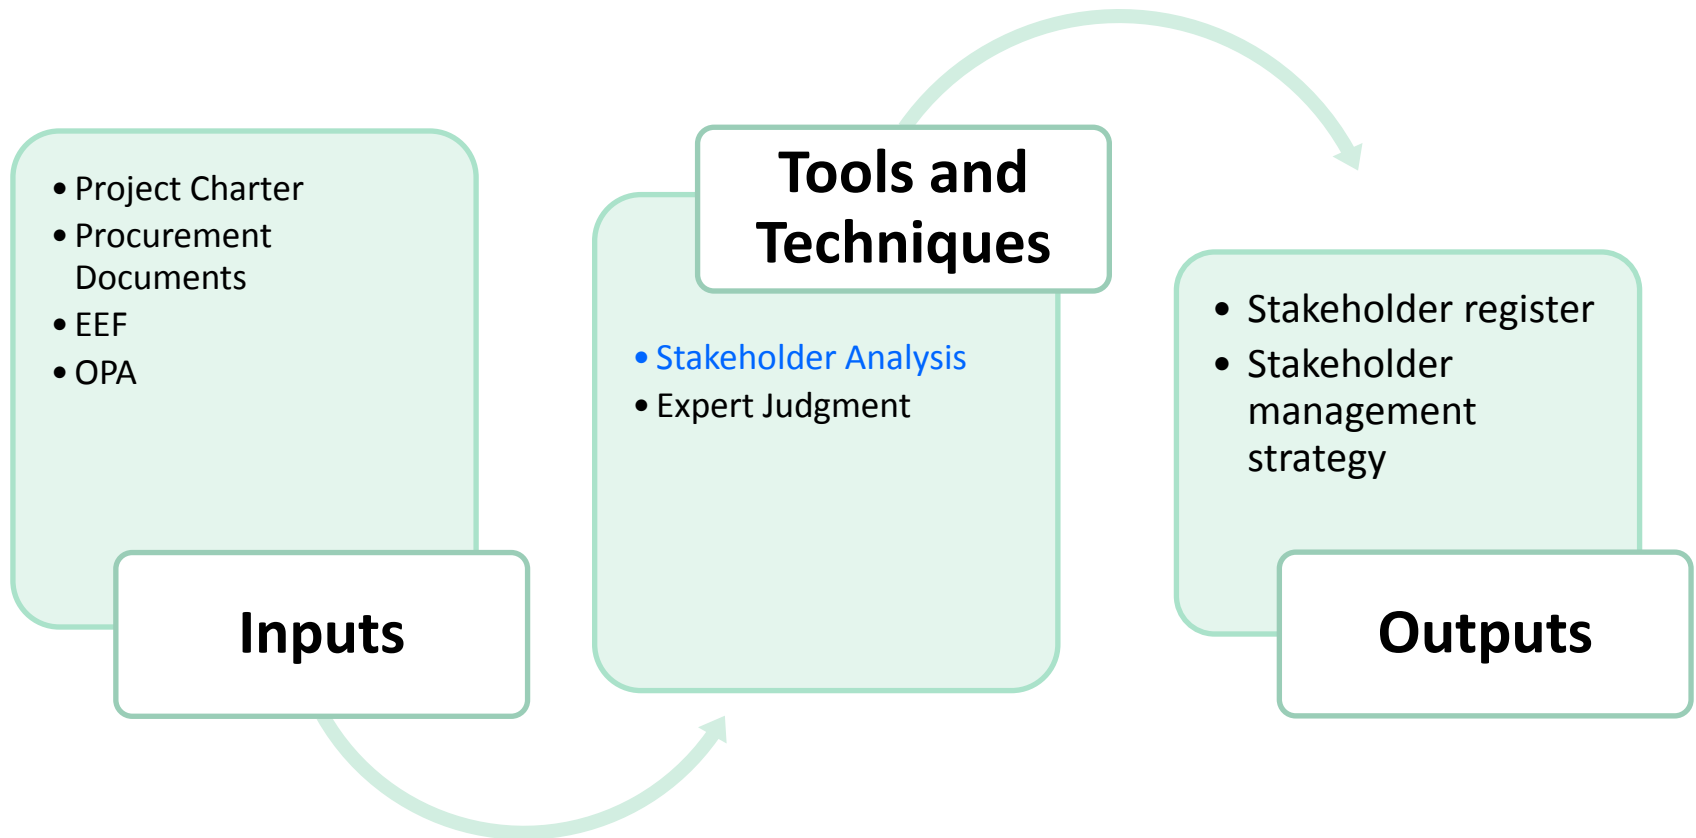 • Project Charter
• Procurement
Documents
• EEF
• OPA
Inputs
Tools and
Techniques
• Stakeholder Analysis
• Expert Judgment
• Stakeholder register
• Stakeholder
management
strategy
Outputs